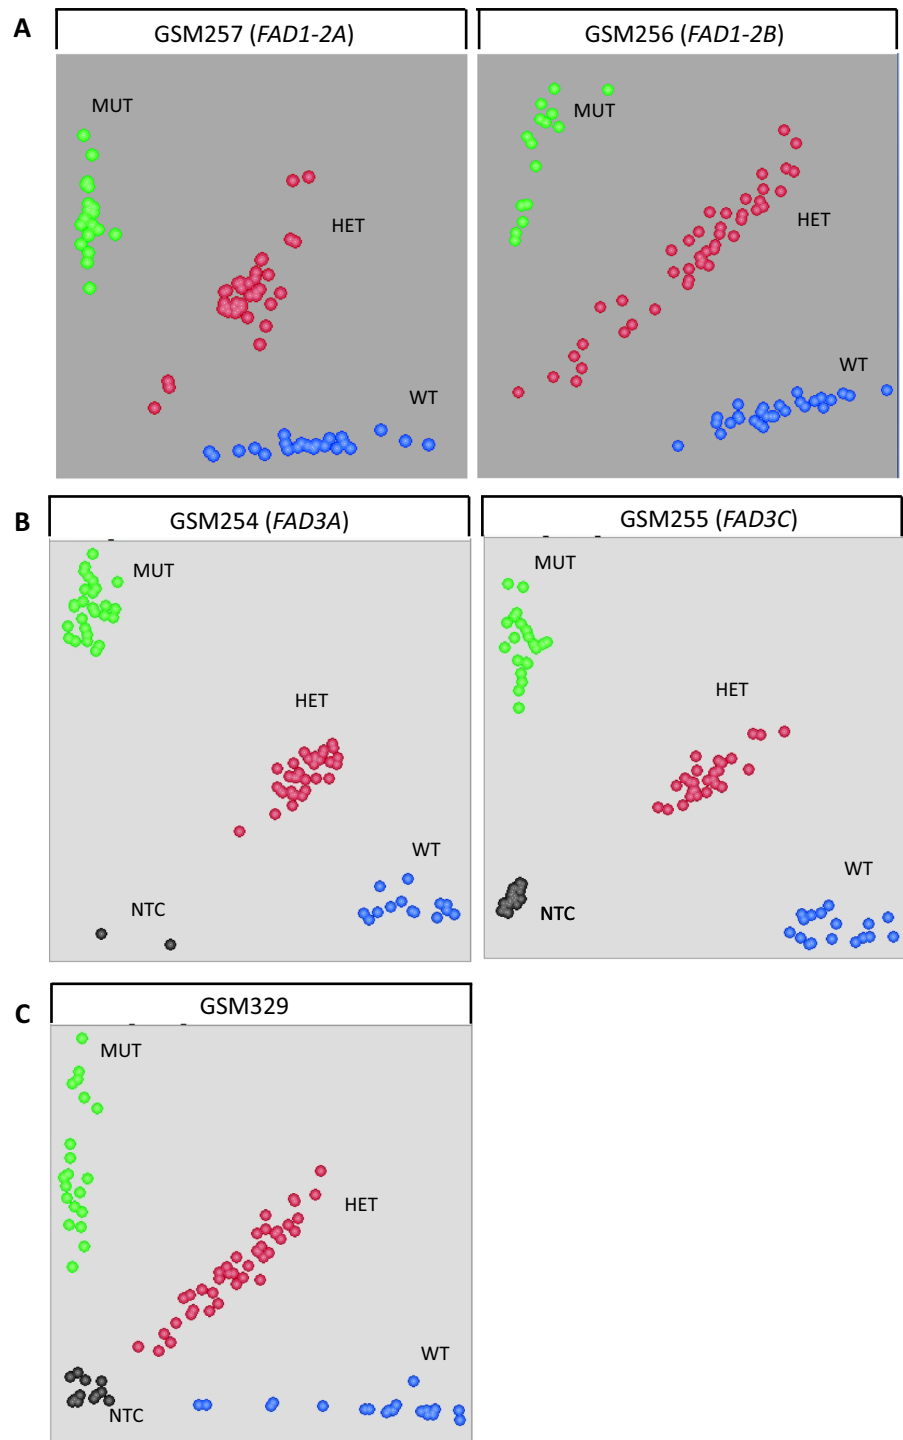 A
GSM257 (FAD1-2A)
GSM256 (FAD1-2B)
MUT
HET
WT
MUT
HET
WT
B
GSM254 (FAD3A)
GSM255 (FAD3C)
MUT
HET
WT
NTC
MUT
HET
WT
NTC
C
GSM329
MUT
HET
WT
NTC